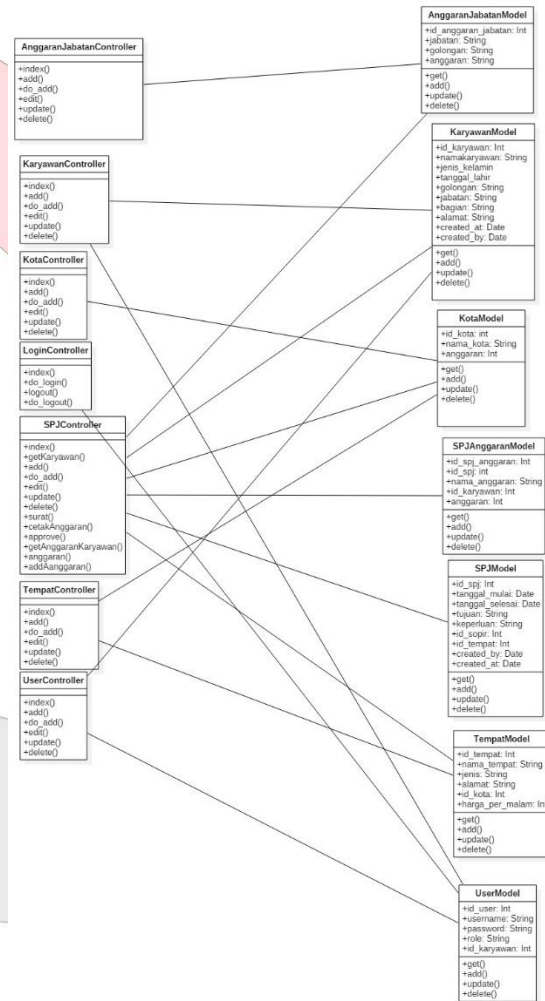 AnggaranJabatanController
+index()
+add()
+do_add()
+edit()
+update()
+delete()
KaryawanController
+index()
+add()
+do_add()
+edit()
+update()
+delete()
KotaController
+index()
+add()
+do_add()
+edit()
+update()
+delete()
LoginController
+index()
+do_login()
+logout()
+do_logout()
SPJController
+index()
+getKaryawan()
+add()
+do_add()
+edit()
+update()
+delete()
+surat()
+cetakAnggaran()
+approve()
+getAnggaranKaryawan()
+anggaran()
+addAanggaran()
TempatController
+index()
+add()
+do_add()
+edit()
+update()
+delete()
UserController
+index()
+add()
+do_add()
+edit()
+update()
+delete()
AnggaranJabatanModel
+id_anggaran_jabatan: Int
+jabatan: String
+golongan: String
+anggaran: String
+get()
+add()
+update()
+delete()
KaryawanModel
+id_karyawan: Int
+namakaryawan: String
+jenis_kelamin
+tanggal_lahir
+golongan: String
+jabatan: String
+bagian: String
+alamat: String
+created_at: Date
+created_by: Date
+get()
+add()
+update()
+delete()
KotaModel
+id_kota: int
+nama_kota: String
+anggaran: Int
+get()
+add()
+update()
+delete()
SPJAnggaranModel
+id_spj_anggaran: Int
+id_spj: int
+nama_anggaran: String
+id_karyawan: Int
+anggaran: Int
+get()
+add()
+update()
+delete()
SPJModel
+id_spj: Int
+tanggal_mulai: Date
+tanggal_selesai: Date
+tujuan: String
+keperluan: String
+id_sopir: Int
+id_tempat: Int
+created_by: Date
+created_at: Date
+get()
+add()
+update()
+delete()
TempatModel
+id_tempat: Int
+nama_tempat: String
+jenis: String
+alamat: String
+id_kota: Int
+harga_per_malam: Int
+get()
+add()
+update()
+delete()
UserModel
+id_user: Int
+username: String
+password: String
+role: String
+id_karyawan: Int
+get()
+add()
+update()
+delete()